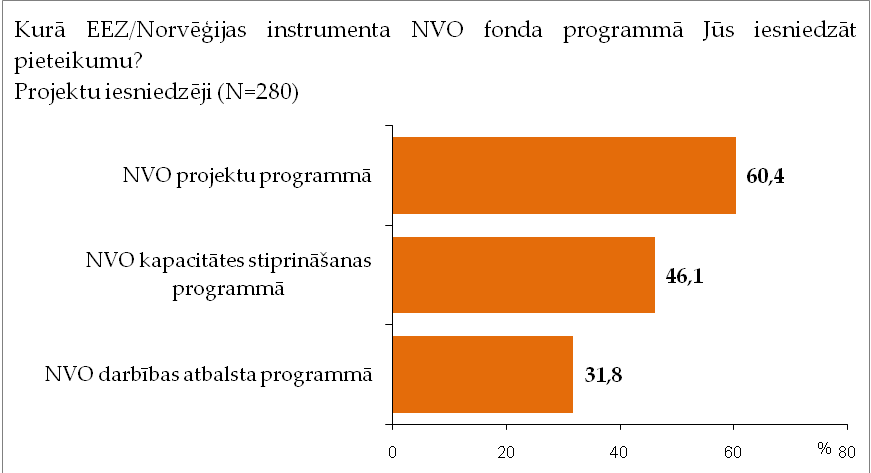 Kurā EEZ/Norvēģijas instrumenta NVO fonda programmā Jūs iesniedzāt
pieteikumu?
Projektu iesniedzēji (N=280)
NVO projektu programmā
60,4
NVO kapacitātes stiprināšanas
programmā
46,1
NVO darbības atbalsta programmā
31,8
0 20 40 60 % 80